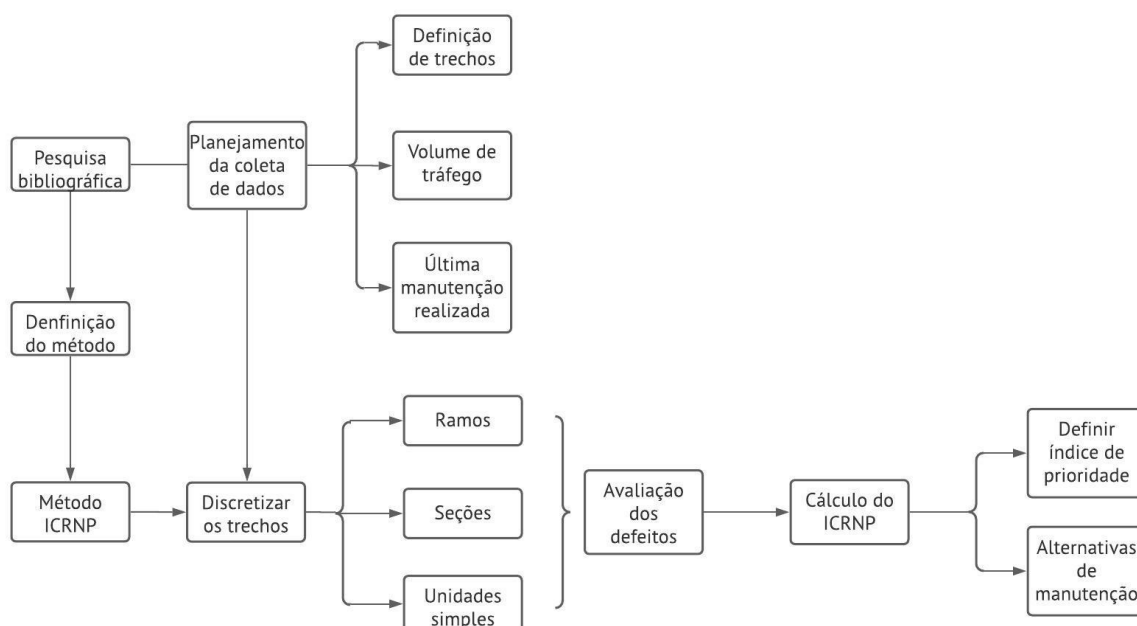 Definição
de trechos
Pesquisa
bibliográfica
Planejamento
da coleta
de dados
Volume de
tráfego
Última
manutenção
realizada
Denfinição
do método
Método
ICRNP
Discretizar
os trechos
Ramos
Seções
Unidades
simples
Avaliação
dos
defeitos
Cálculo do
ICRNP
Definir
índice de
prioridade
Alternativas
de
manutenção